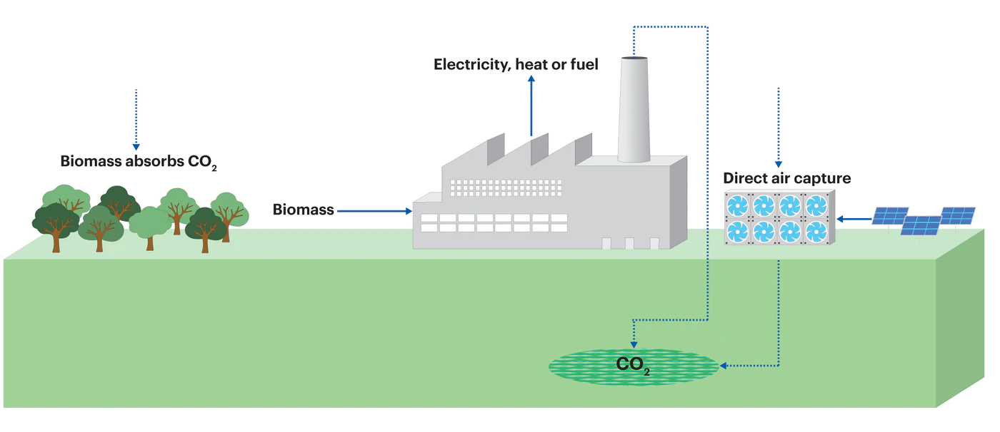 Electricity, heat or fuel
Biomass absorbs CO₂
Direct air capture
Biomass
CO₂